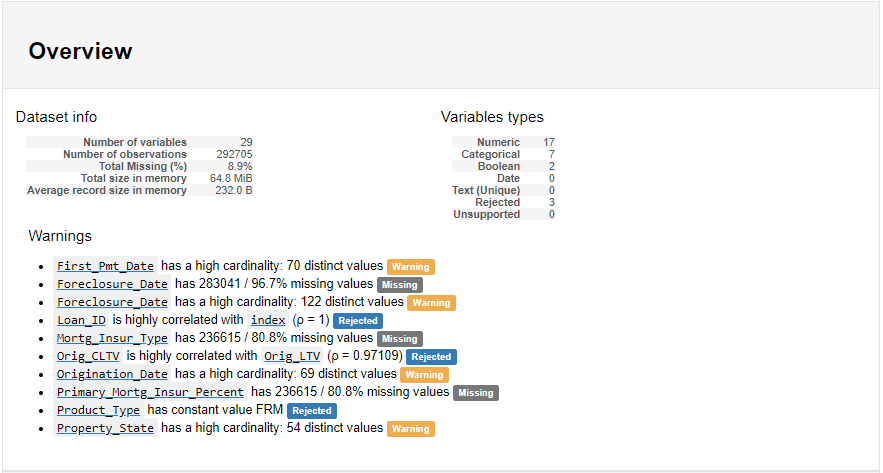 Overview
Dataset info
Number of variables 29
Number of observations 292705
Total Missing (%) 8.9%
Total size in memory 64.8 MiB
Average record size in memory 232.0 B
Variables types
Numeric 17
Categorical 7
Boolean 2
Date 0
Text (Unique) 0
Rejected 3
Unsupported 0
Warnings
First_Pmt_Date has a high cardinality: 70 distinct values Warning
Foreclosure_Date has 283041 / 96.7% missing values Missing
Foreclosure_Date has a high cardinality: 122 distinct values Warning
Loan_ID is highly correlated with index (ρ = 1) Rejected
Mortg_Insur_Type has 236615 / 80.8% missing values Missing
Orig_CLTV is highly correlated with Orig_LTV (ρ = 0.97109) Rejected
Origination_Date has a high cardinality: 69 distinct values Warning
Primary_Mortg_Insur_Percent has 236615 / 80.8% missing values Missing
Product_Type has constant value FRM Rejected
Property_State has a high cardinality: 54 distinct values Warning